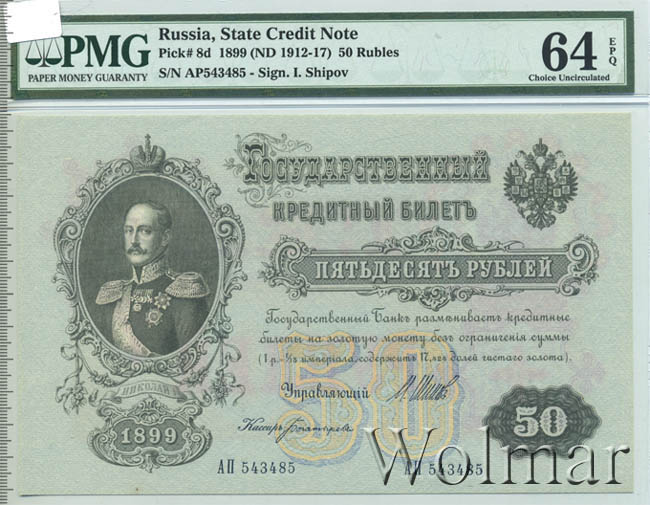 PMG
PAPER MONEY GUARANTY
Russia, State Credit Note
Pick# 8d 1899 (ND 1912-17) 50 Rubles
S/N AP543485 - Sign. I. Shipov
64 EPQ
Choice Uncirculated
Государственный
кредитный билетъ
пятьдесятъ рублей
Государственный Банкъ размѣниваетъ кредитные
билеты на золотую монету безъ ограниченія суммы
(1 р.= 1/15 имперіала, содержитъ 17,424 долей чистаго золота).
50
Управляющій
Кассиръ
НИКОЛАЙ I
1899
50
АП 543485
АП 543485
Wolmar